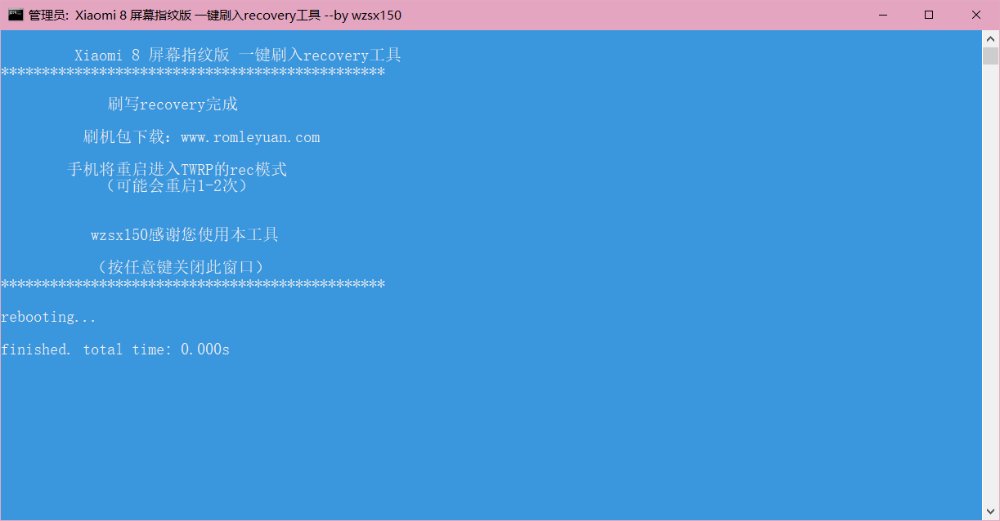 管理员: Xiaomi 8 屏幕指纹版 一键刷入recovery工具 --by wzsx150
Xiaomi 8 屏幕指纹版 一键刷入recovery工具
***********************************************
刷写recovery完成
刷机包下载：www.romleyuan.com
手机将重启进入TWRP的rec模式
（可能会重启1-2次）
wzsx150感谢您使用本工具
（按任意键关闭此窗口）
***********************************************
rebooting...
finished. total time: 0.000s